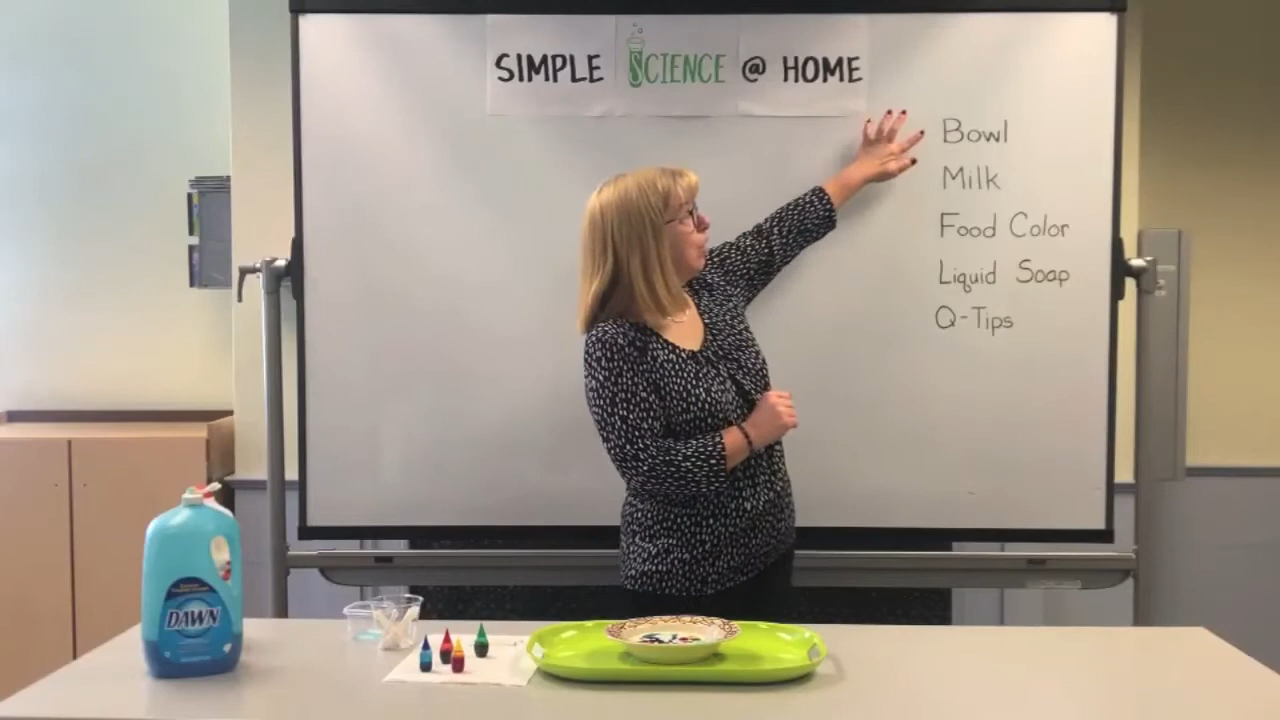 SIMPLE SCIENCE @ HOME
Bowl
Milk
Food Color
Liquid Soap
Q-Tips
DAWN